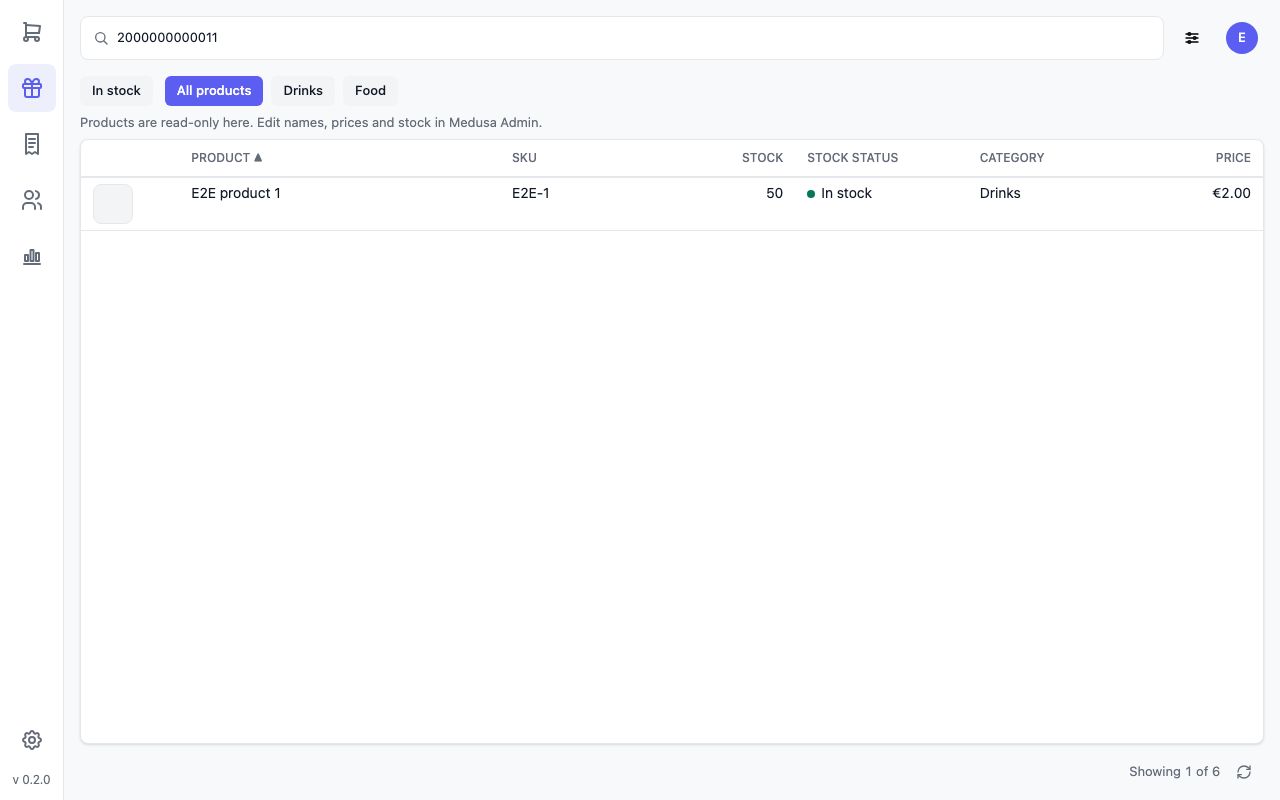 2000000000011
E
In stock
All products
Drinks
Food
Products are read-only here. Edit names, prices and stock in Medusa Admin.
PRODUCT ▲ SKU STOCK STOCK STATUS CATEGORY PRICE
E2E product 1 E2E-1 50 In stock Drinks €2.00
Showing 1 of 6
v 0.2.0